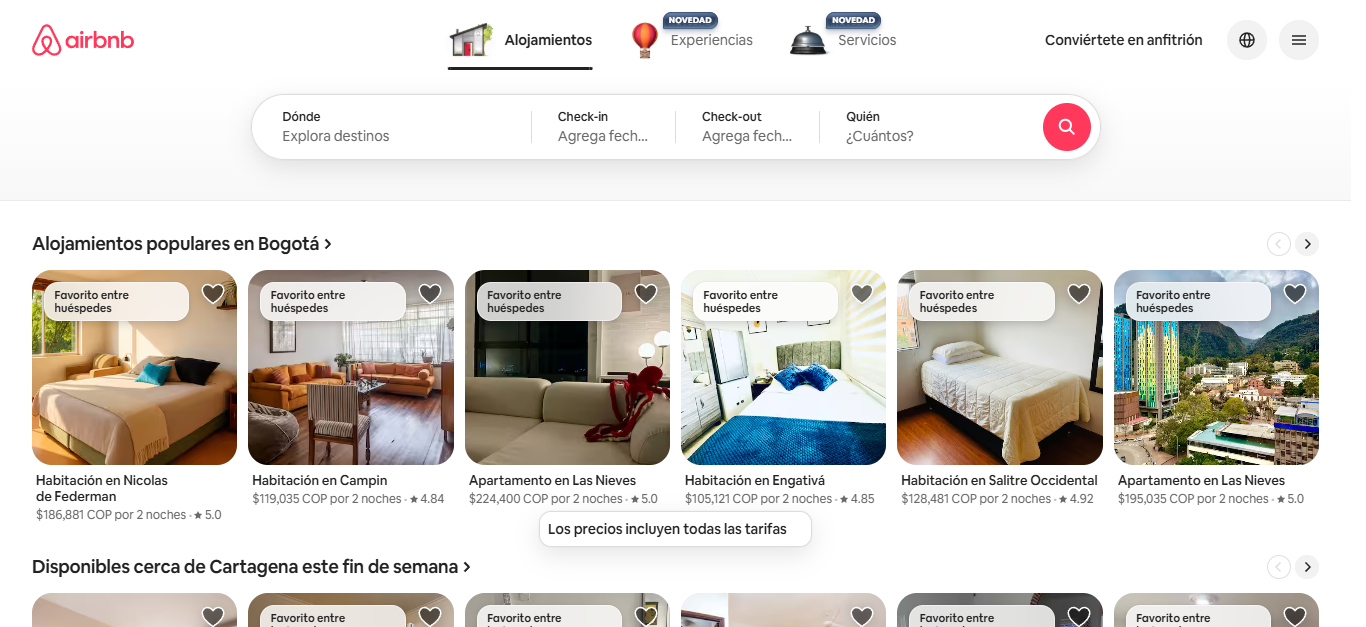 airbnb
Alojamientos
NOVEDAD
Experiencias
NOVEDAD
Servicios
Conviértete en anfitrión
Dónde
Explora destinos
Check-in
Agrega fech...
Check-out
Agrega fech...
Quién
¿Cuántos?
Alojamientos populares en Bogotá
Favorito entre
huéspedes
Habitación en Nicolas
de Federman
$186,881 COP por 2 noches · ★ 5.0
Favorito entre
huéspedes
Habitación en Campin
$119,035 COP por 2 noches · ★ 4.84
Favorito entre
huéspedes
Apartamento en Las Nieves
$224,400 COP por 2 noches · ★ 5.0
Favorito entre
huéspedes
Habitación en Engativá
$105,121 COP por 2 noches · ★ 4.85
Favorito entre
huéspedes
Habitación en Salitre Occidental
$128,481 COP por 2 noches · ★ 4.92
Favorito entre
huéspedes
Apartamento en Las Nieves
$195,035 COP por 2 noches · ★ 5.0
Los precios incluyen todas las tarifas
Disponibles cerca de Cartagena este fin de semana
Favorito entre
Favorito entre
Favorito entre
Favorito entre